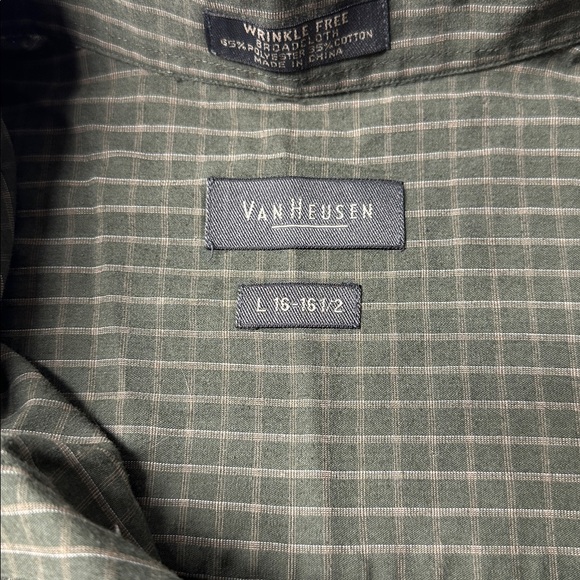 WRINKLE FREE
BROADCLOTH
65% POLYESTER 35% COTTON
MADE IN CHINA
VAN HEUSEN
L 16-16 1/2